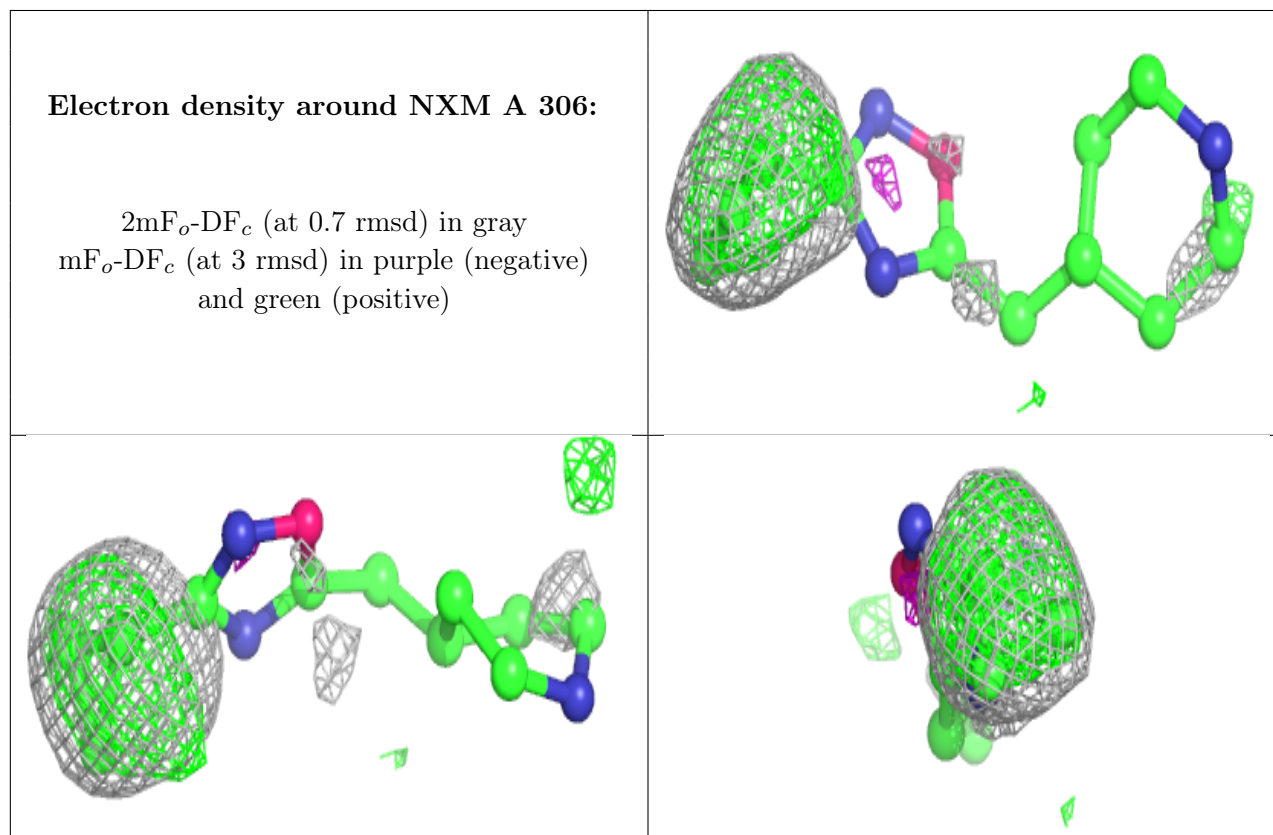 Electron density around NXM A 306:
2mFo-DFc (at 0.7 rmsd) in gray
mFo-DFc (at 3 rmsd) in purple (negative)
and green (positive)